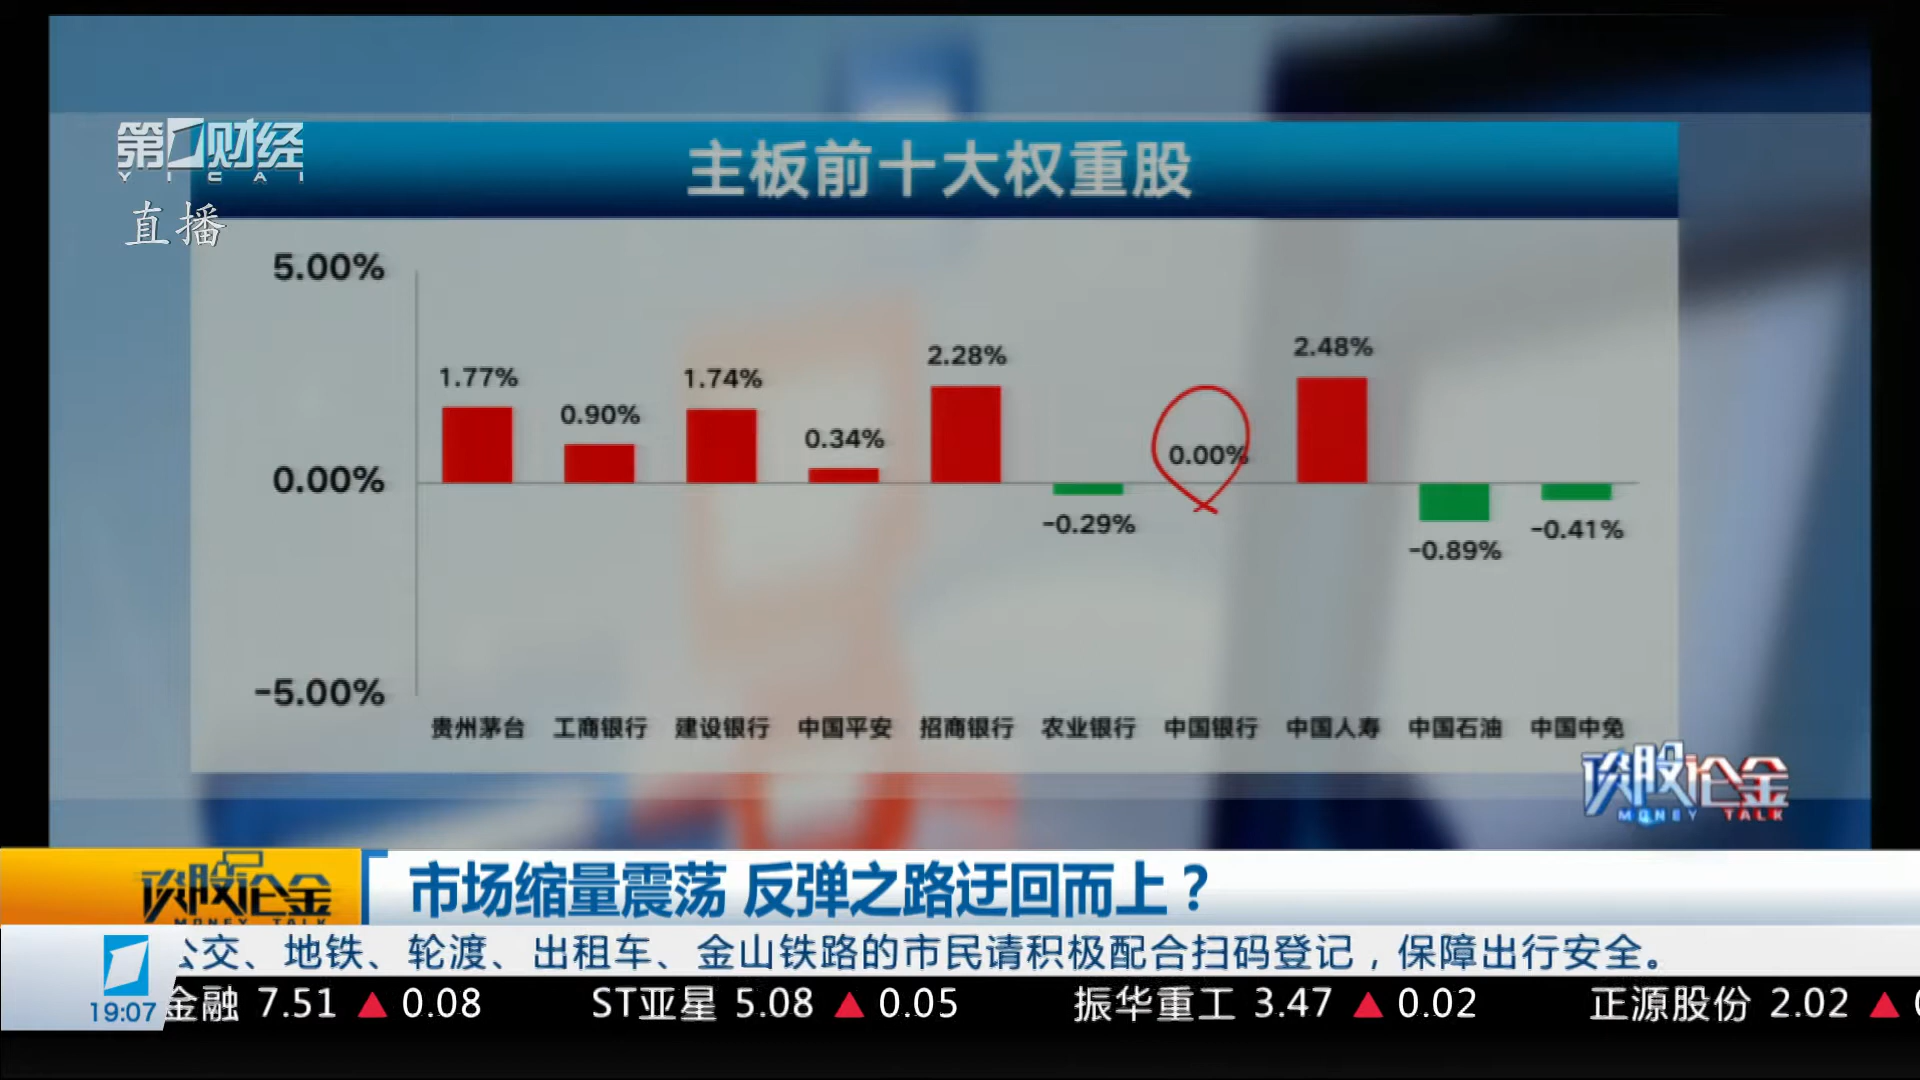 第一财经
YICAI
直播
主板前十大权重股
5.00%
0.00%
-5.00%
1.77%
0.90%
1.74%
0.34%
2.28%
-0.29%
0.00%
2.48%
-0.89%
-0.41%
贵州茅台 工商银行 建设银行 中国平安 招商银行 农业银行 中国银行 中国人寿 中国石油 中国中免
谈股论金
MONEY TALK
谈股论金
MONEY TALK
市场缩量震荡 反弹之路迂回而上？
公交、地铁、轮渡、出租车、金山铁路的市民请积极配合扫码登记，保障出行安全。
19:07
金融 7.51 ▲ 0.08 ST亚星 5.08 ▲ 0.05 振华重工 3.47 ▲ 0.02 正源股份 2.02 ▲